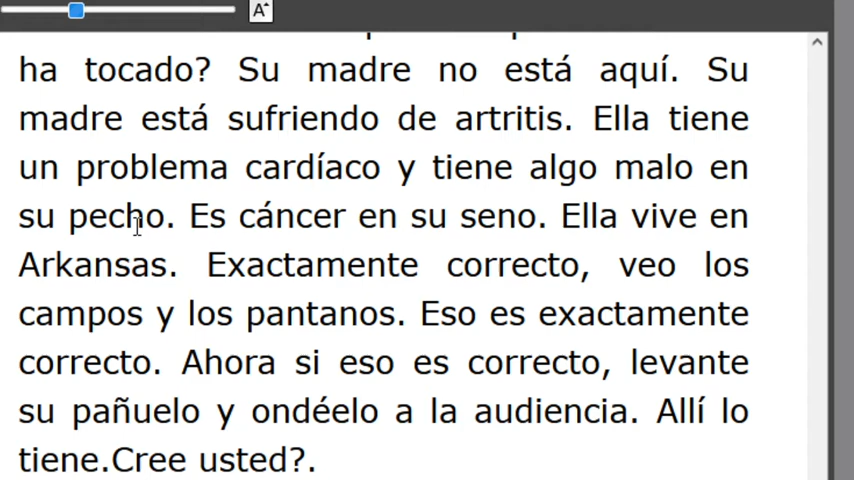 A
ha tocado? Su madre no está aquí. Su
madre está sufriendo de artritis. Ella tiene
un problema cardíaco y tiene algo malo en
su pecho. Es cáncer en su seno. Ella vive en
Arkansas. Exactamente correcto, veo los
campos y los pantanos. Eso es exactamente
correcto. Ahora si eso es correcto, levante
su pañuelo y ondéelo a la audiencia. Allí lo
tiene.Cree usted?.